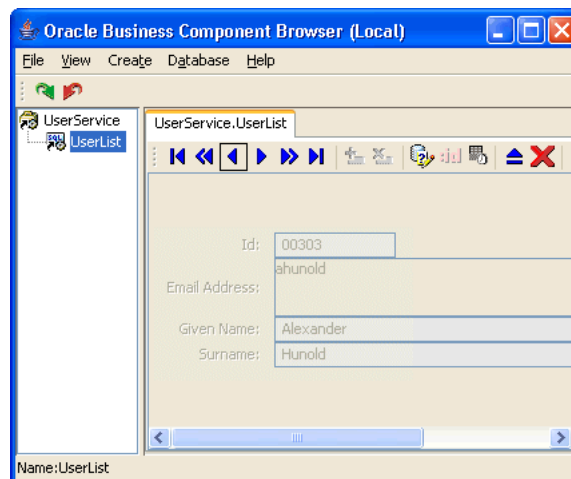 Oracle Business Component Browser (Local)
File View Create Database Help
UserService
UserList
UserService.UserList
Id: 00303
Email Address: ahunold
Given Name: Alexander
Surname: Hunold
Name:UserList